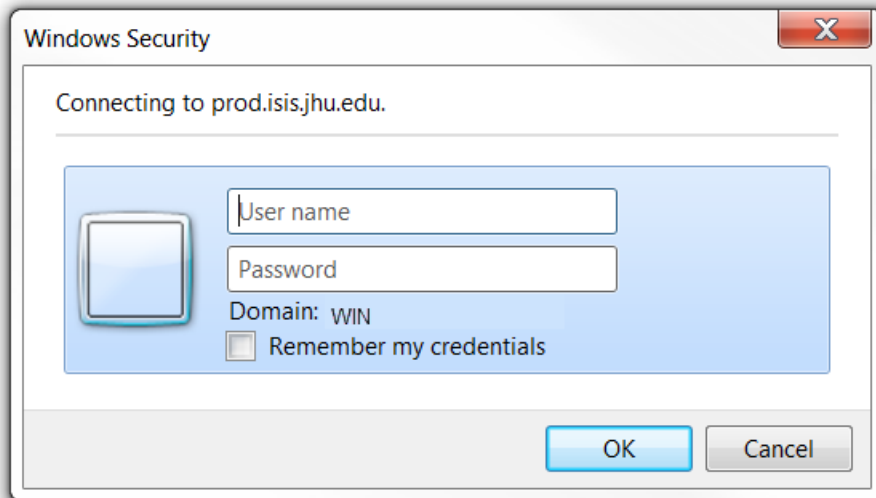 Windows Security
Connecting to prod.isis.jhu.edu.
User name
Password
Domain: WIN
Remember my credentials
OK
Cancel